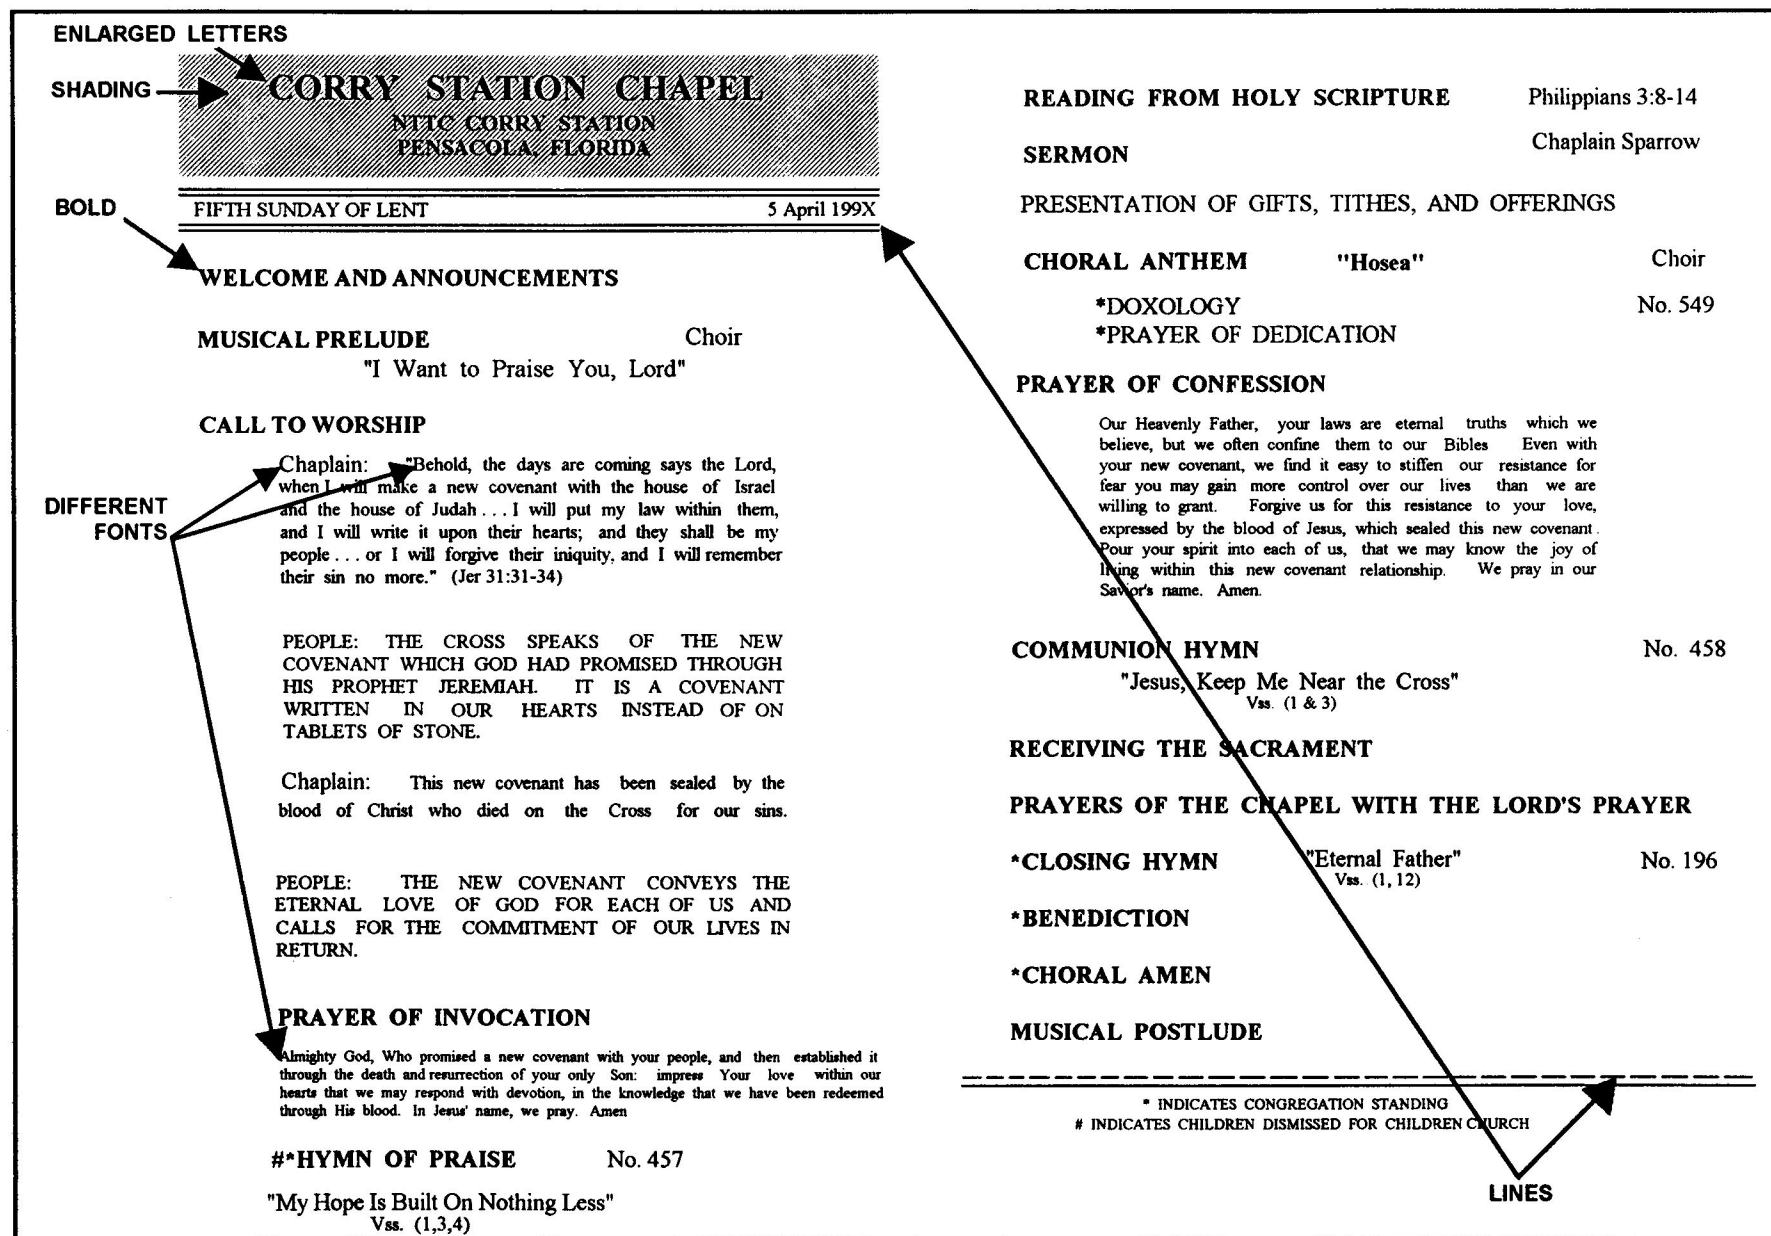 ENLARGED LETTERS
SHADING
CORRY STATION CHAPEL
NTTC CORRY STATION
PENSACOLA, FLORIDA
BOLD
FIFTH SUNDAY OF LENT 5 April 199X
WELCOME AND ANNOUNCEMENTS
MUSICAL PRELUDE Choir
"I Want to Praise You, Lord"
CALL TO WORSHIP
DIFFERENT
FONTS
Chaplain: "Behold, the days are coming says the Lord,
when I will make a new covenant with the house of Israel
and the house of Judah . . . I will put my law within them,
and I will write it upon their hearts; and they shall be my
people . . . or I will forgive their iniquity, and I will remember
their sin no more." (Jer 31:31-34)
PEOPLE: THE CROSS SPEAKS OF THE NEW
COVENANT WHICH GOD HAD PROMISED THROUGH
HIS PROPHET JEREMIAH. IT IS A COVENANT
WRITTEN IN OUR HEARTS INSTEAD OF ON
TABLETS OF STONE.
Chaplain: This new covenant has been sealed by the
blood of Christ who died on the Cross for our sins.
PEOPLE: THE NEW COVENANT CONVEYS THE
ETERNAL LOVE OF GOD FOR EACH OF US AND
CALLS FOR THE COMMITMENT OF OUR LIVES IN
RETURN.
PRAYER OF INVOCATION
Almighty God, Who promised a new covenant with your people, and then established it
through the death and resurrection of your only Son: impress Your love within our
hearts that we may respond with devotion, in the knowledge that we have been redeemed
through His blood. In Jesus' name, we pray. Amen
#*HYMN OF PRAISE No. 457
"My Hope Is Built On Nothing Less"
Vss. (1,3,4)
READING FROM HOLY SCRIPTURE Philippians 3:8-14
SERMON Chaplain Sparrow
PRESENTATION OF GIFTS, TITHES, AND OFFERINGS
CHORAL ANTHEM "Hosea" Choir
*DOXOLOGY No. 549
*PRAYER OF DEDICATION
PRAYER OF CONFESSION
Our Heavenly Father, your laws are eternal truths which we
believe, but we often confine them to our Bibles Even with
your new covenant, we find it easy to stiffen our resistance for
fear you may gain more control over our lives than we are
willing to grant. Forgive us for this resistance to your love,
expressed by the blood of Jesus, which sealed this new covenant.
Pour your spirit into each of us, that we may know the joy of
living within this new covenant relationship. We pray in our
Savior's name. Amen.
COMMUNION HYMN No. 458
"Jesus, Keep Me Near the Cross"
Vss. (1 & 3)
RECEIVING THE SACRAMENT
PRAYERS OF THE CHAPEL WITH THE LORD'S PRAYER
*CLOSING HYMN "Eternal Father" No. 196
Vss. (1, 12)
*BENEDICTION
*CHORAL AMEN
MUSICAL POSTLUDE
* INDICATES CONGREGATION STANDING
# INDICATES CHILDREN DISMISSED FOR CHILDREN CHURCH
LINES